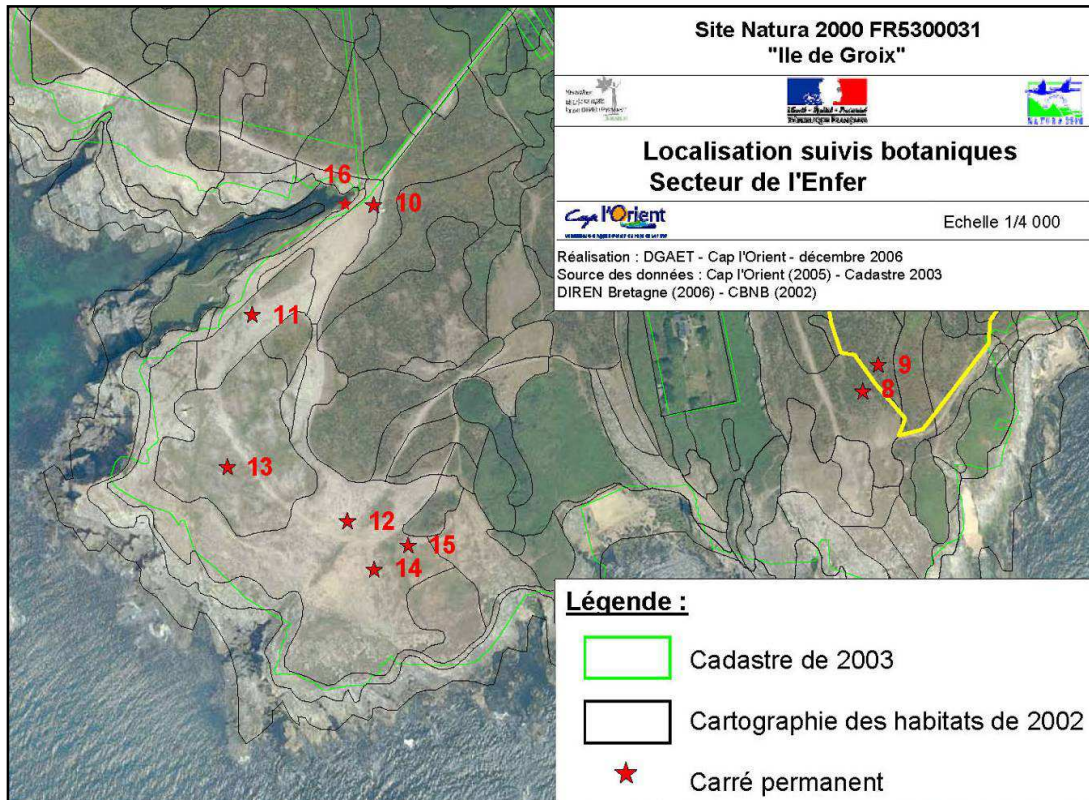 Site Natura 2000 FR5300031
"Ile de Groix"
NATURA 2000
Localisation suivis botaniques
Secteur de l'Enfer
Cap l'Orient
Echelle 1/4 000
Réalisation : DGAET - Cap l'Orient - décembre 2006
Source des données : Cap l'Orient (2005) - Cadastre 2003
DIREN Bretagne (2006) - CBNB (2002)
16
10
11
9
8
13
12
15
14
Légende :
Cadastre de 2003
Cartographie des habitats de 2002
Carré permanent